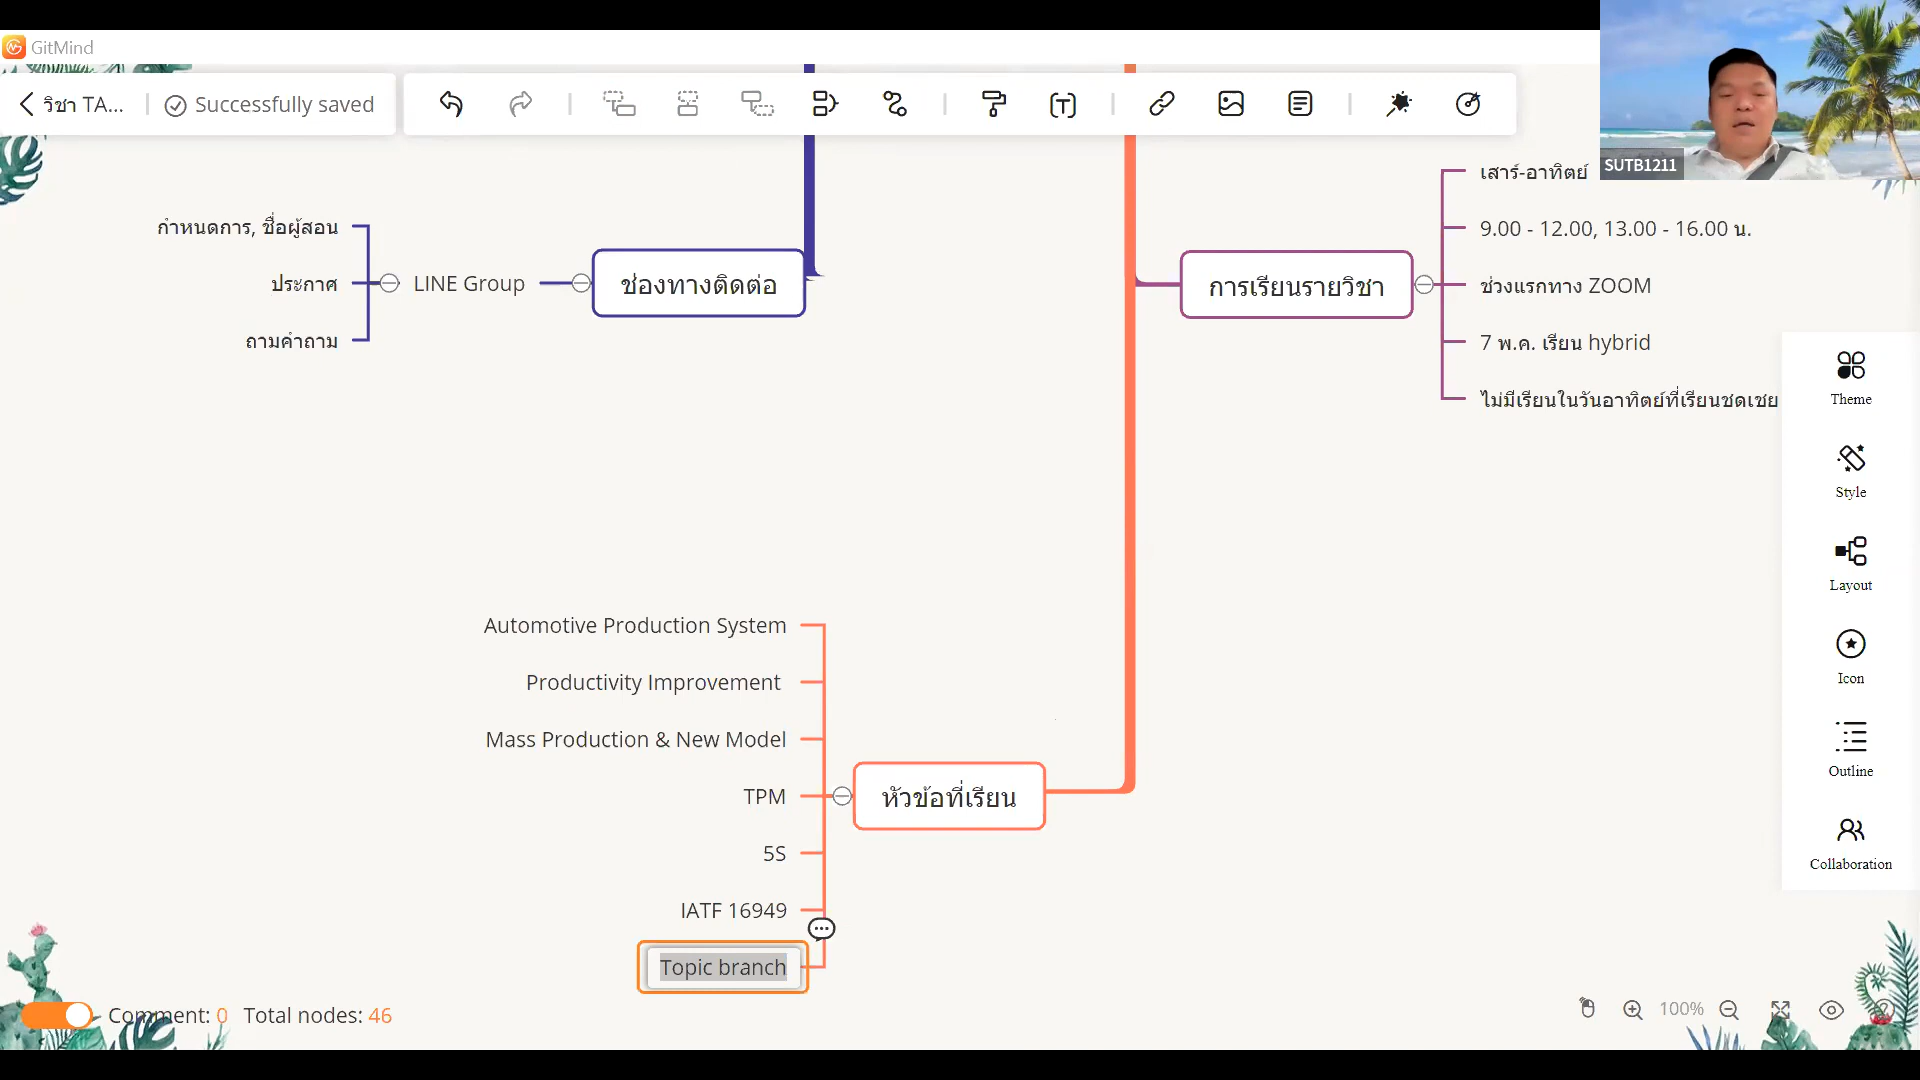 GitMind
วิชา TA...
Successfully saved
SUTB1211
กำหนดการ, ชื่อผู้สอน
ประกาศ
ถามคำถาม
LINE Group
ช่องทางติดต่อ
การเรียนรายวิชา
เสาร์-อาทิตย์
9.00 - 12.00, 13.00 - 16.00 น.
ช่วงแรกทาง ZOOM
7 พ.ค. เรียน hybrid
ไม่มีเรียนในวันอาทิตย์ที่เรียนชดเชย
Theme
Style
Layout
Icon
Outline
Collaboration
Automotive Production System
Productivity Improvement
Mass Production & New Model
TPM
5S
IATF 16949
Topic branch
หัวข้อที่เรียน
Comment: 0 Total nodes: 46
100%